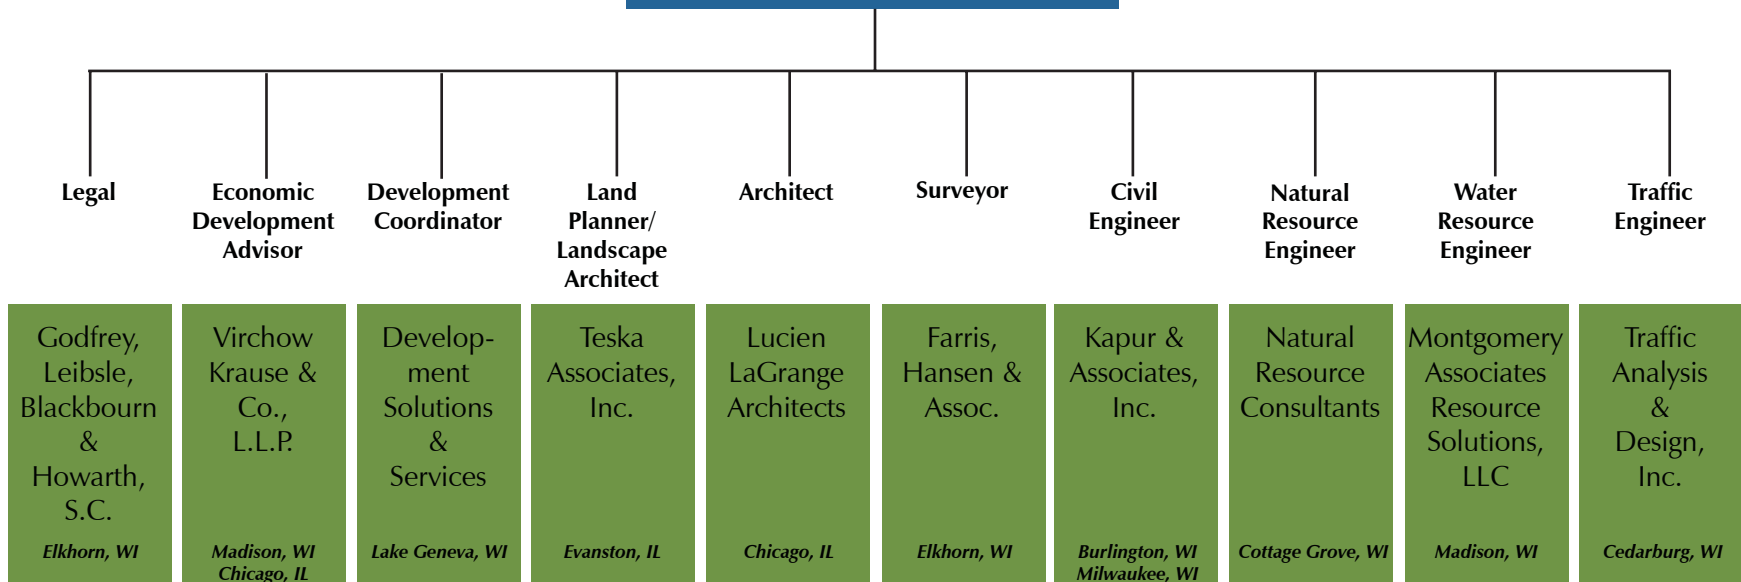 Legal
Economic
Development
Advisor
Development
Coordinator
Land
Planner/
Landscape
Architect
Architect
Surveyor
Civil
Engineer
Natural
Resource
Engineer
Water
Resource
Engineer
Traffic
Engineer
Godfrey,
Leibsle,
Blackbourn
&
Howarth,
S.C.
Elkhorn, WI
Virchow
Krause &
Co.,
L.L.P.
Madison, WI
Chicago, IL
Develop-
ment
Solutions
&
Services
Lake Geneva, WI
Teska
Associates,
Inc.
Evanston, IL
Lucien
LaGrange
Architects
Chicago, IL
Farris,
Hansen &
Assoc.
Elkhorn, WI
Kapur &
Associates,
Inc.
Burlington, WI
Milwaukee, WI
Natural
Resource
Consultants
Cottage Grove, WI
Montgomery
Associates
Resource
Solutions,
LLC
Madison, WI
Traffic
Analysis
&
Design,
Inc.
Cedarburg, WI